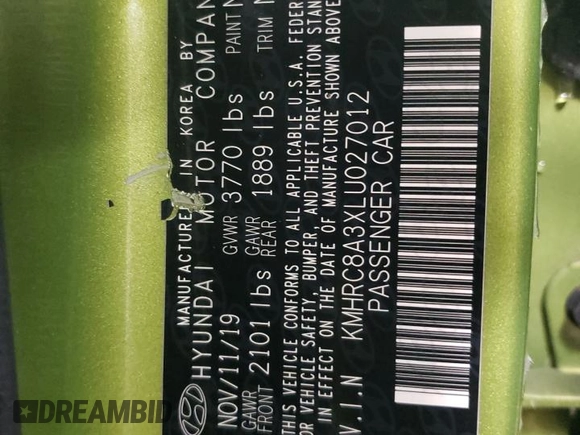 MANUFACTURED IN KOREA BY
HYUNDAI MOTOR COMPAN
NOV/11/19 GVWR 3770 lbs PAINT
GAWR FRONT 2101 lbs GAWR REAR 1889 lbs TRIM
THIS VEHICLE CONFORMS TO ALL APPLICABLE U.S.A. FEDER
OR VEHICLE SAFETY, BUMPER, AND THEFT PREVENTION STAN
IN EFFECT ON THE DATE OF MANUFACTURE SHOWN ABOVE
V.I.N KMHRC8A3XLU027012
PASSENGER CAR
DREAMBID